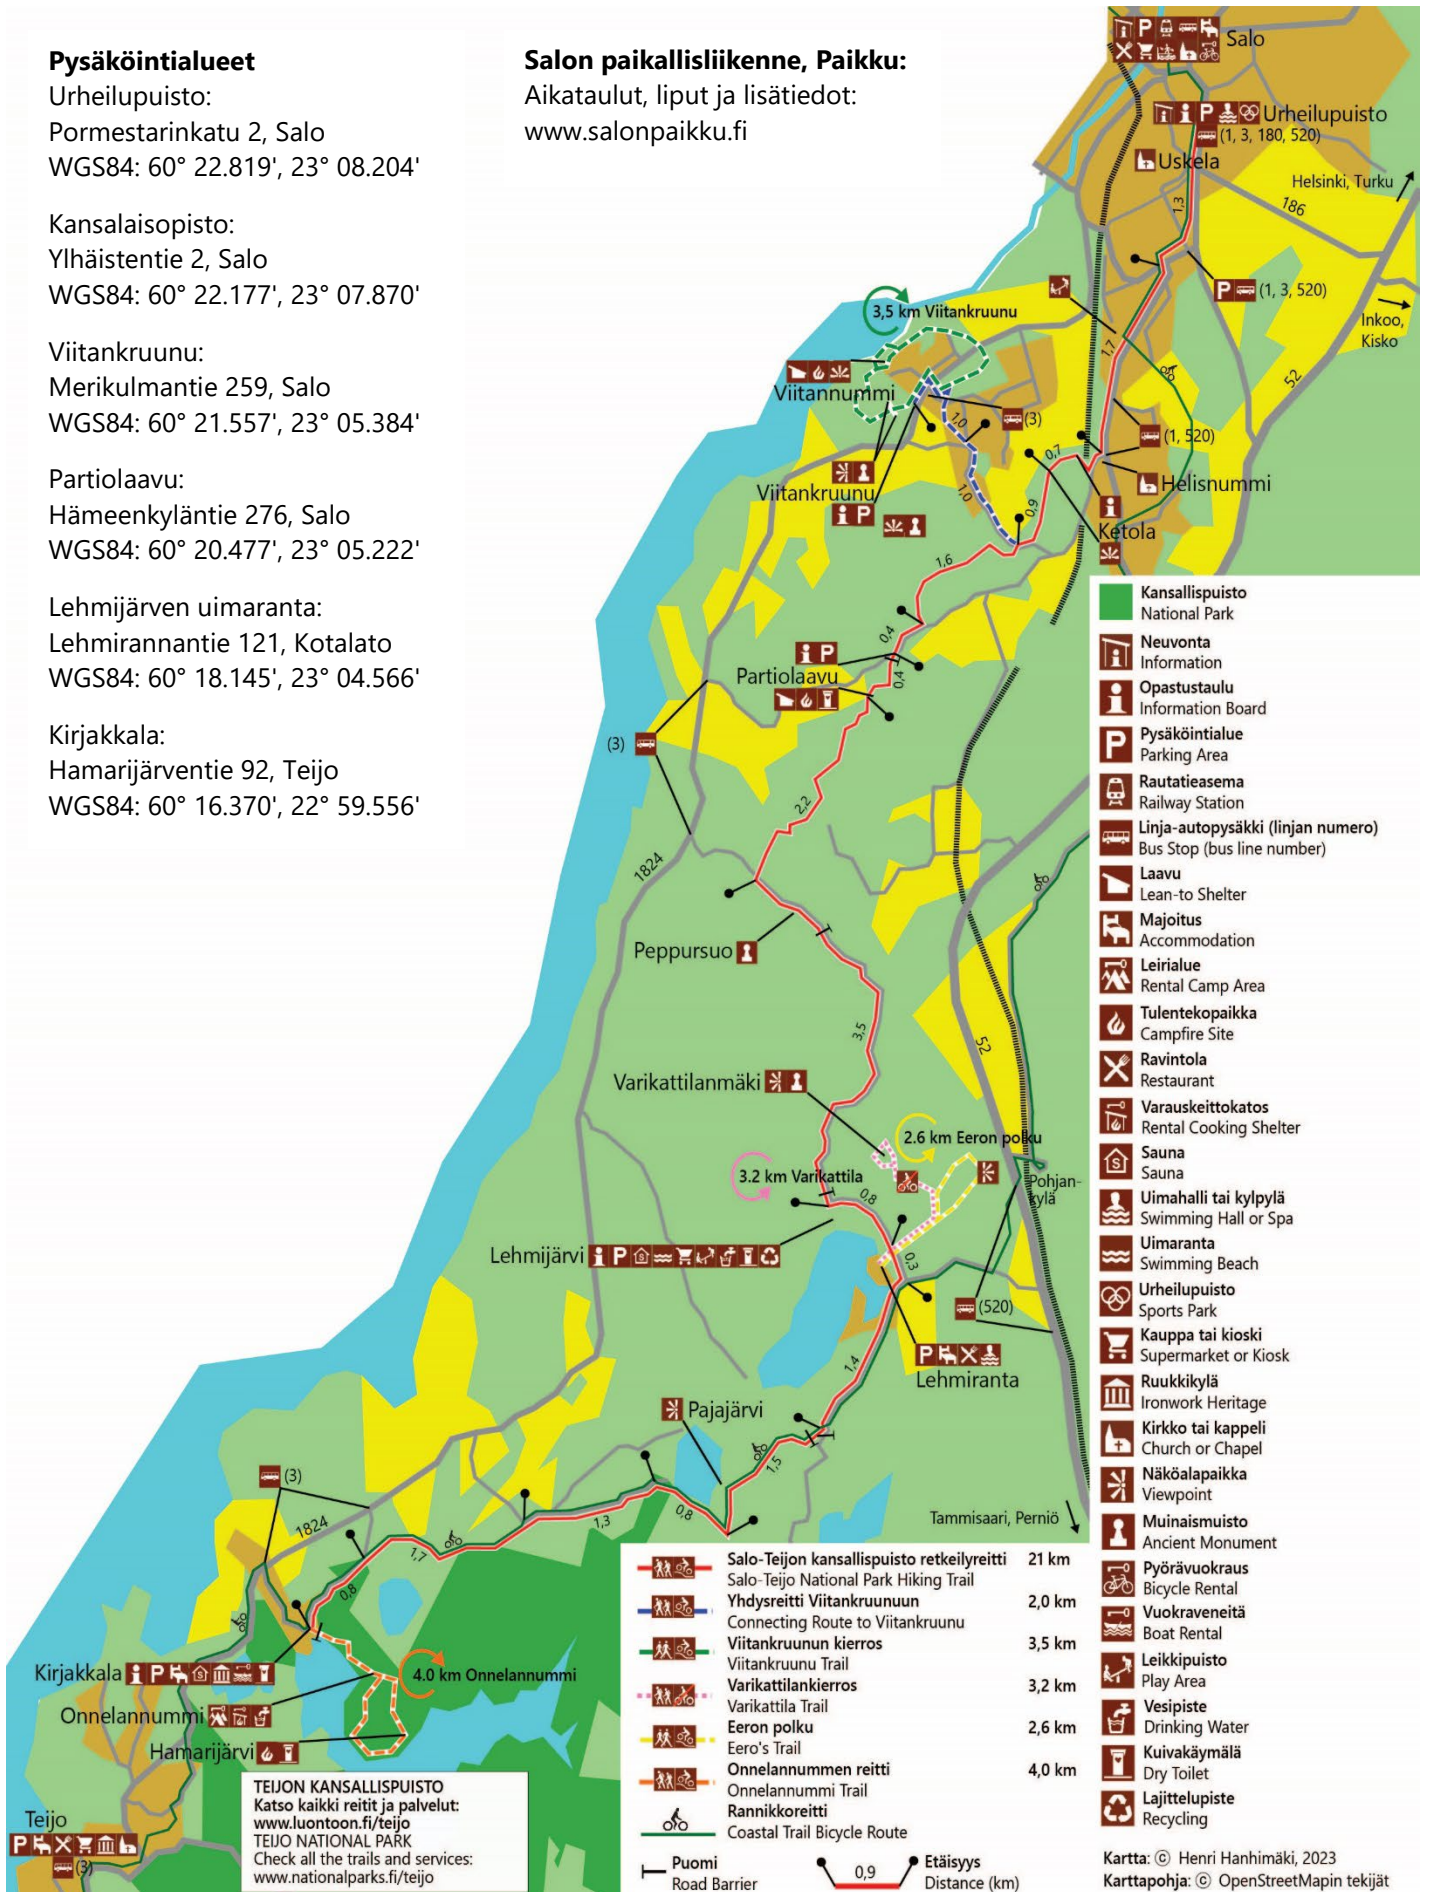 Pysäköintialueet
Urheilupuisto:
Pormestarinkatu 2, Salo
WGS84: 60° 22.819', 23° 08.204'
Kansalaisopisto:
Ylhäistentie 2, Salo
WGS84: 60° 22.177', 23° 07.870'
Viitankruunu:
Merikulmantie 259, Salo
WGS84: 60° 21.557', 23° 05.384'
Partiolaavu:
Hämeenkyläntie 276, Salo
WGS84: 60° 20.477', 23° 05.222'
Lehmijärven uimaranta:
Lehmirannantie 121, Kotalato
WGS84: 60° 18.145', 23° 04.566'
Kirjakkala:
Hamarijärventie 92, Teijo
WGS84: 60° 16.370', 22° 59.556'
Salon paikallisliikenne, Paikku:
Aikataulut, liput ja lisätiedot:
www.salonpaikku.fi
P
Salo
P
Urheilupuisto
(1, 3, 180, 520)
Uskela
Helsinki, Turku
186
1,3
P
(1, 3, 520)
Inkoo,
Kisko
3,5 km Viitankruunu
1,7
52
Viitannummi
1,0
(3)
(1, 520)
0,7
Viitankruunu
1,0
Helisnummi
P
0,9
Ketola
1,6
0,4
P
Partiolaavu
0,4
(3)
2,2
1824
Peppursuo
3,5
52
Varikattilanmäki
2.6 km Eeron polku
3.2 km Varikattila
0,8
Pohjan-
kylä
Lehmijärvi
P
S
0,3
(520)
P
Lehmiranta
1,4
Pajajärvi
1,5
(3)
1824
1,3
0,8
Tammisaari, Perniö
1,7
0,8
Kirjakkala
P
S
4.0 km Onnelannummi
Onnelannummi
Hamarijärvi
Teijo
P
(3)
TEIJON KANSALLISPUISTO
Katso kaikki reitit ja palvelut:
www.luontoon.fi/teijo
TEIJO NATIONAL PARK
Check all the trails and services:
www.nationalparks.fi/teijo
Salo-Teijon kansallispuisto retkeilyreitti 21 km
Salo-Teijo National Park Hiking Trail
Yhdysreitti Viitankruunuun 2,0 km
Connecting Route to Viitankruunu
Viitankruunun kierros 3,5 km
Viitankruunu Trail
Varikattilankierros 3,2 km
Varikattila Trail
Eeron polku 2,6 km
Eero's Trail
Onnelannummen reitti 4,0 km
Onnelannummi Trail
Rannikkoreitti
Coastal Trail Bicycle Route
Puomi
Road Barrier
0,9
Etäisyys
Distance (km)
Kansallispuisto
National Park
Neuvonta
Information
Opastustaulu
Information Board
P
Pysäköintialue
Parking Area
Rautatieasema
Railway Station
Linja-autopysäkki (linjan numero)
Bus Stop (bus line number)
Laavu
Lean-to Shelter
Majoitus
Accommodation
Leirialue
Rental Camp Area
Tulentekopaikka
Campfire Site
Ravintola
Restaurant
Varauskeittokatos
Rental Cooking Shelter
S
Sauna
Sauna
Uimahalli tai kylpylä
Swimming Hall or Spa
Uimaranta
Swimming Beach
Urheilupuisto
Sports Park
Kauppa tai kioski
Supermarket or Kiosk
Ruukkikylä
Ironwork Heritage
Kirkko tai kappeli
Church or Chapel
Näköalapaikka
Viewpoint
Muinaismuisto
Ancient Monument
Pyörävuokraus
Bicycle Rental
Vuokraveneitä
Boat Rental
Leikkipuisto
Play Area
Vesipiste
Drinking Water
Kuivakäymälä
Dry Toilet
Lajittelupiste
Recycling
Kartta: © Henri Hanhimäki, 2023
Karttapohja: © OpenStreetMapin tekijät